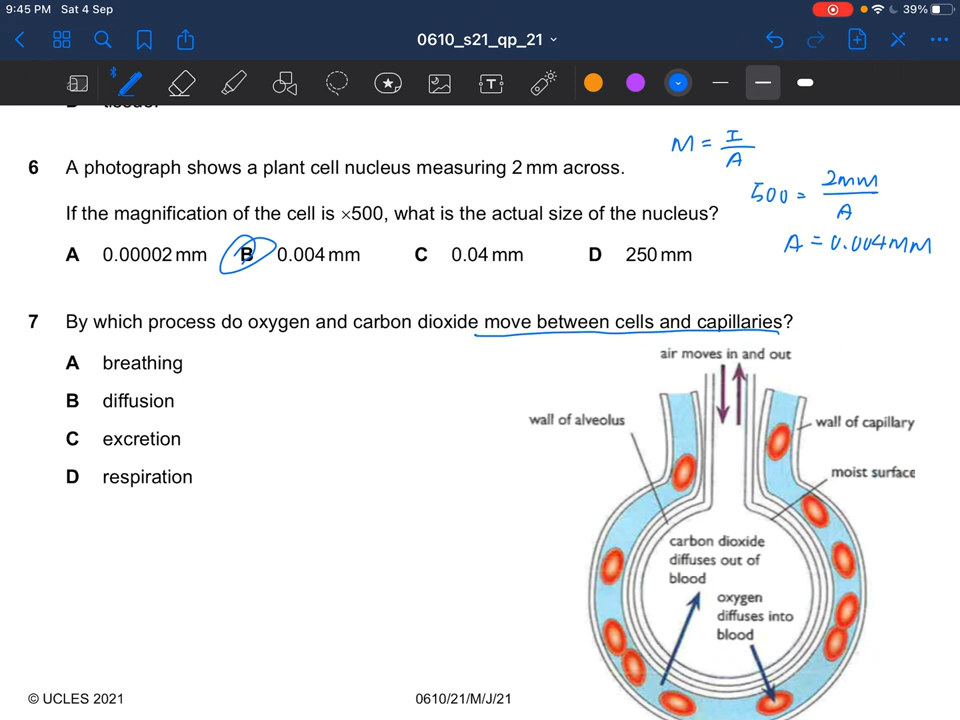 9:45 PM Sat 4 Sep
39%
0610_s21_qp_21
T
6 A photograph shows a plant cell nucleus measuring 2 mm across.
If the magnification of the cell is ×500, what is the actual size of the nucleus?
A 0.00002 mm B 0.004 mm C 0.04 mm D 250 mm
M = I
A
500 = 2mm
A
A = 0.004mm
7 By which process do oxygen and carbon dioxide move between cells and capillaries?
A breathing
B diffusion
C excretion
D respiration
air moves in and out
wall of alveolus
wall of capillary
moist surface
carbon dioxide
diffuses out of
blood
oxygen
diffuses into
blood
© UCLES 2021 0610/21/M/J/21